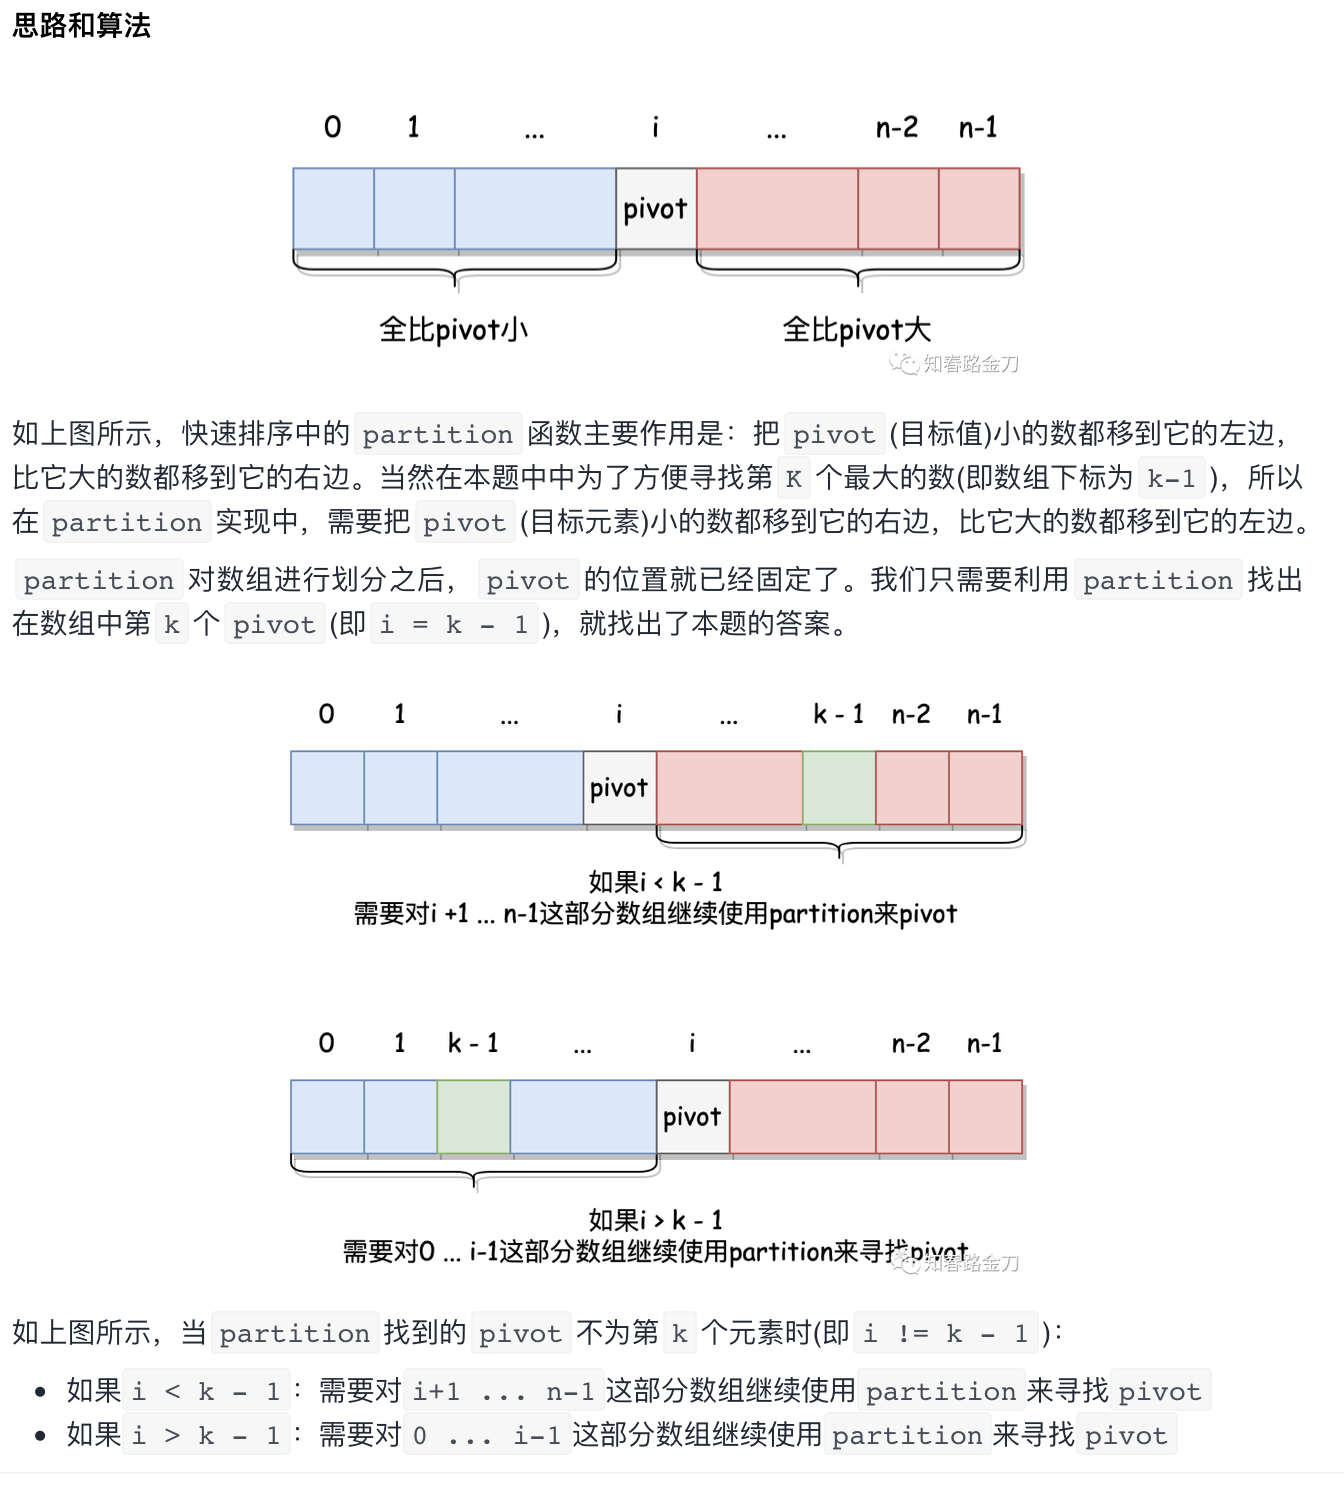 思路和算法
0 1 ... i ... n-2 n-1
pivot
全比pivot小 全比pivot大
知春路金刀
如上图所示，快速排序中的 partition 函数主要作用是：把 pivot (目标值)小的数都移到它的左边，
比它大的数都移到它的右边。当然在本题中中为了方便寻找第 K 个最大的数(即数组下标为 k-1 )，所以
在 partition 实现中，需要把 pivot (目标元素)小的数都移到它的右边，比它大的数都移到它的左边。
partition 对数组进行划分之后， pivot 的位置就已经固定了。我们只需要利用 partition 找出
在数组中第 k 个 pivot (即 i = k - 1 )，就找出了本题的答案。
0 1 ... i ... k - 1 n-2 n-1
pivot
如果i < k - 1
需要对i +1 ... n-1这部分数组继续使用partition来pivot
0 1 k - 1 ... i ... n-2 n-1
pivot
如果i > k - 1
需要对0 ... i-1这部分数组继续使用partition来寻找pivot
知春路金刀
如上图所示，当 partition 找到的 pivot 不为第 k 个元素时(即 i != k - 1 )：
• 如果 i < k - 1 ：需要对 i+1 ... n-1 这部分数组继续使用 partition 来寻找 pivot
• 如果 i > k - 1 ：需要对 0 ... i-1 这部分数组继续使用 partition 来寻找 pivot